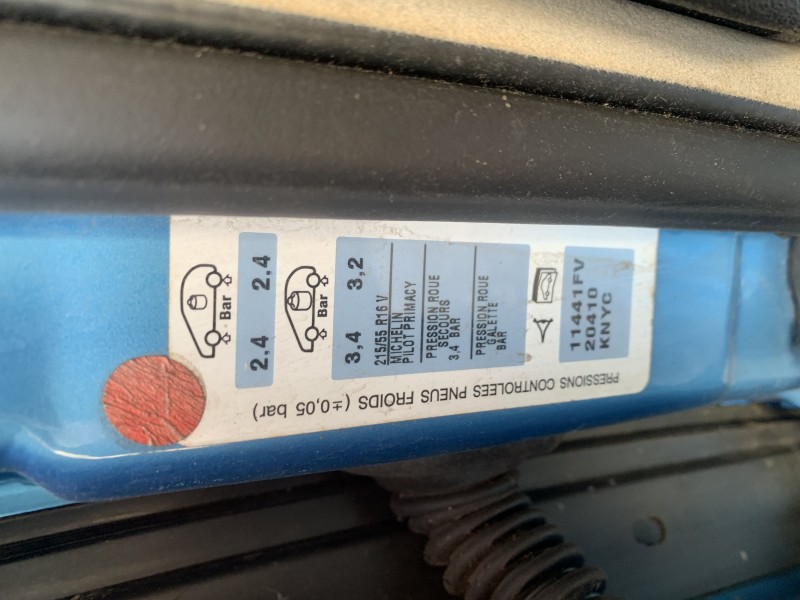 Bar
2,4 2,4
Bar
3,4 3,2
215/55 R16 V
MICHELIN
PILOT PRIMACY
PRESSION ROUE
SECOURS
3,4 BAR
PRESSION ROUE
GALETTE
BAR
11441FV
20410
KNYC
PRESSIONS CONTROLEES PNEUS FROIDS (±0,05 bar)